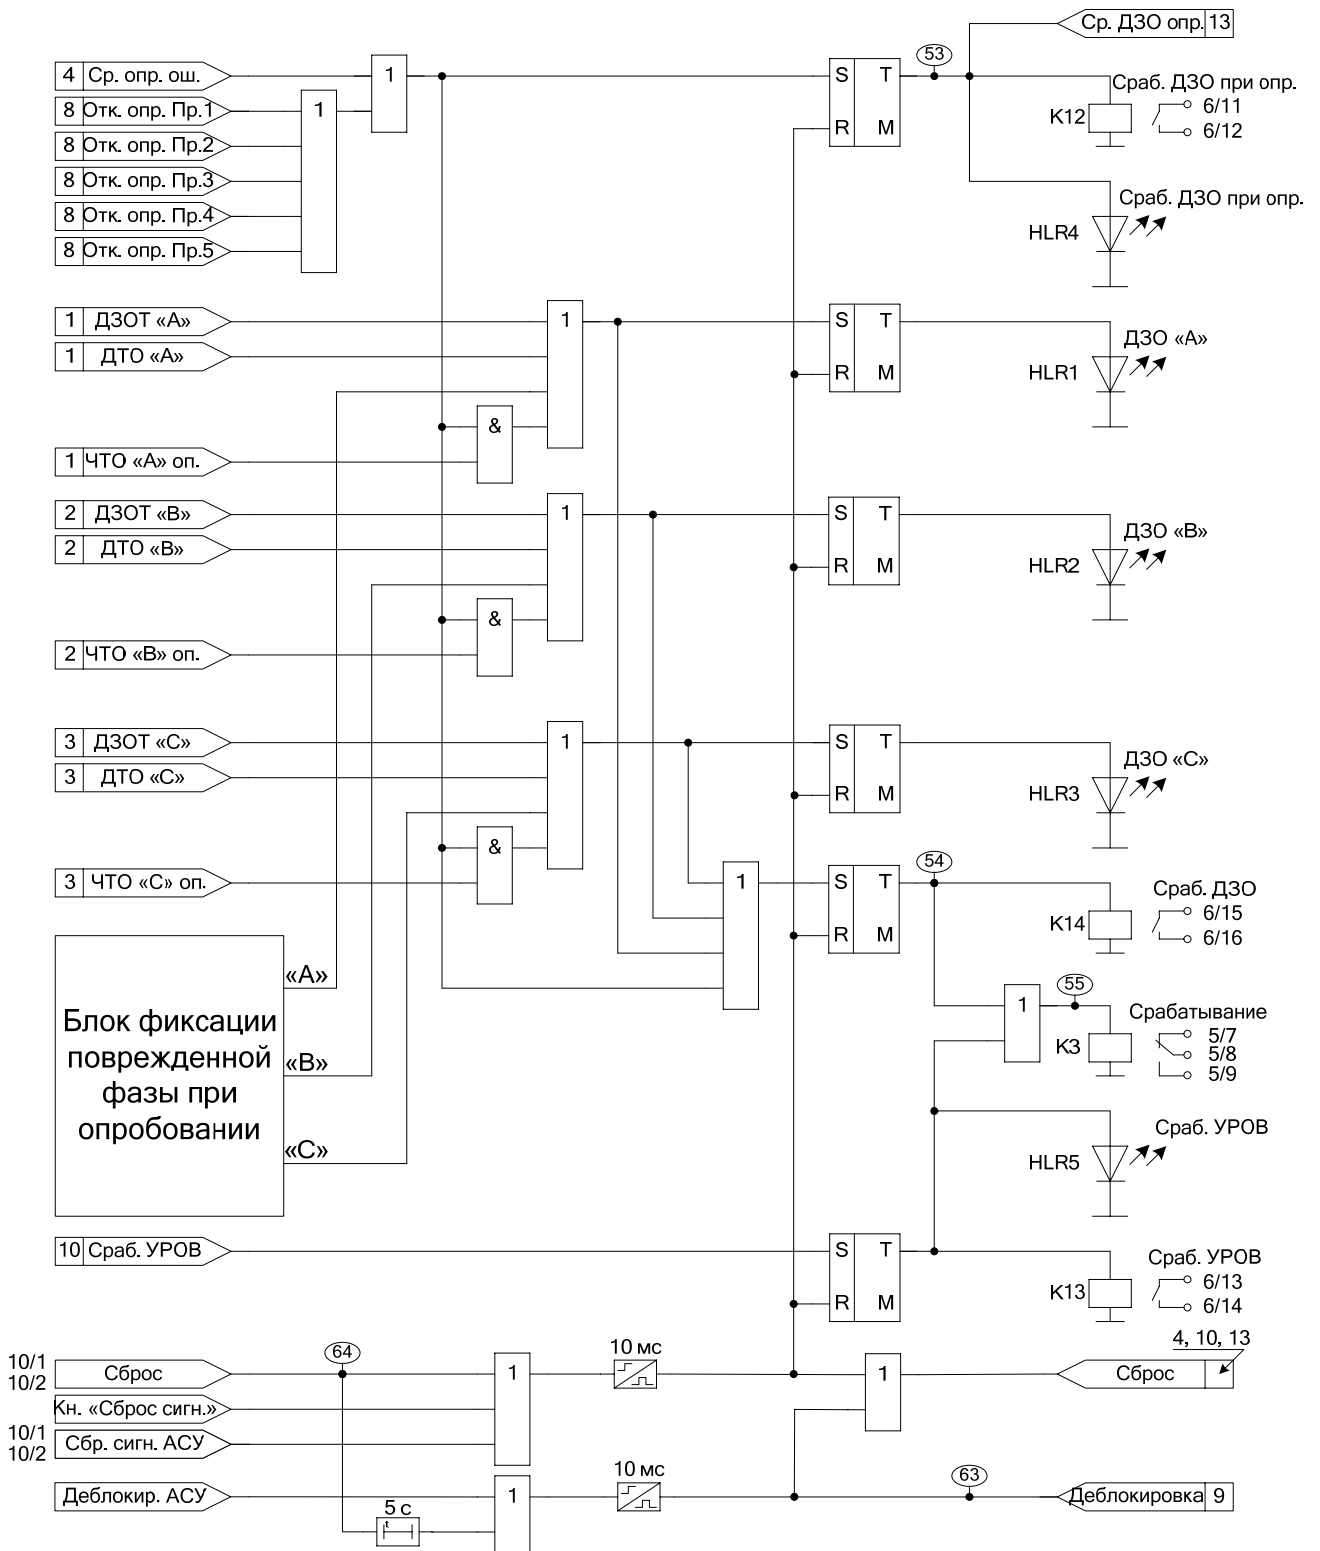 Ср. ДЗО опр. 13
53
4 Ср. опр. ош.
1
S T
R M
Сраб. ДЗО при опр.
K12
6/11
6/12
8 Отк. опр. Пр.1
1
8 Отк. опр. Пр.2
8 Отк. опр. Пр.3
8 Отк. опр. Пр.4
8 Отк. опр. Пр.5
Сраб. ДЗО при опр.
HLR4
1 ДЗОТ «А»
1
S T
R M
1 ДТО «А»
ДЗО «А»
HLR1
&
1 ЧТО «А» оп.
2 ДЗОТ «В»
1
S T
R M
2 ДТО «В»
ДЗО «В»
HLR2
&
2 ЧТО «В» оп.
3 ДЗОТ «С»
1
S T
R M
3 ДТО «С»
ДЗО «С»
HLR3
&
3 ЧТО «С» оп.
1
S T
R M
54
Сраб. ДЗО
K14
6/15
6/16
Блок фиксации
поврежденной
фазы при
опробовании
«А»
«В»
«С»
1
55
Срабатывание
K3
5/7
5/8
5/9
Сраб. УРОВ
HLR5
10 Сраб. УРОВ
S T
R M
Сраб. УРОВ
K13
6/13
6/14
10/1
10/2
Сброс
64
1
10 мс
1
4, 10, 13
Сброс
Кн. «Сброс сигн.»
10/1
10/2
Сбр. сигн. АСУ
Деблокир. АСУ
5 с
t
1
10 мс
63
Деблокировка 9